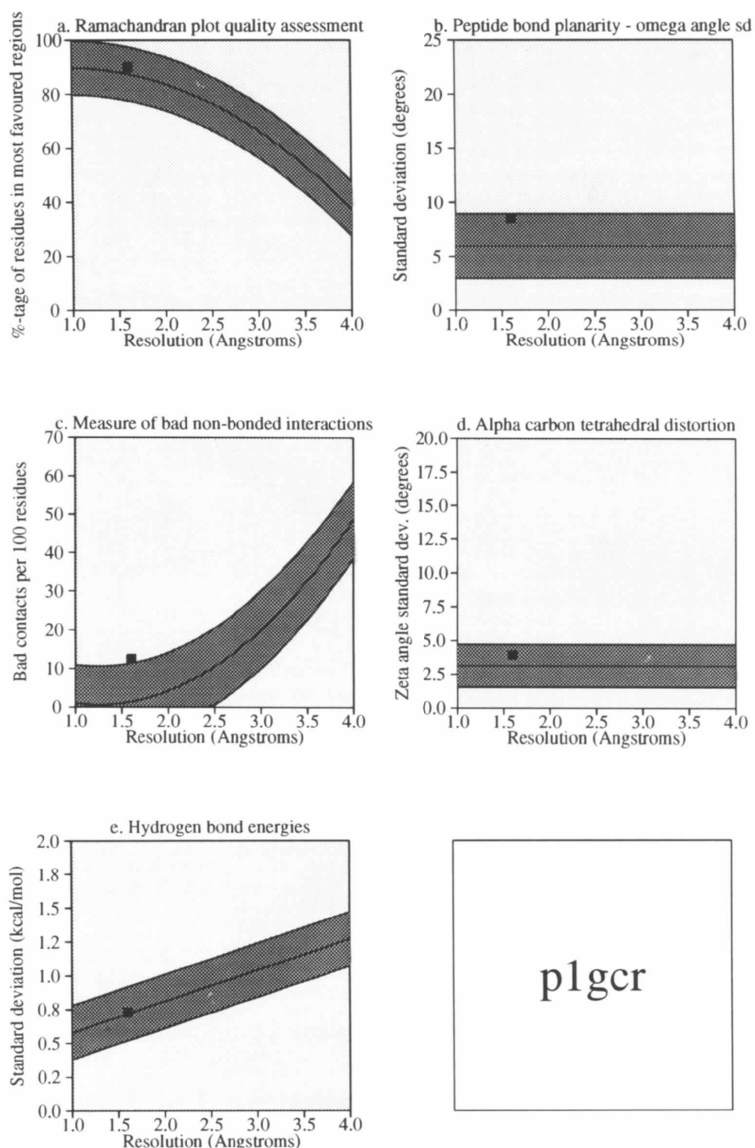 a. Ramachandran plot quality assessment
%-tage of residues in most favoured regions
100
80
60
40
20
0
1.0 1.5 2.0 2.5 3.0 3.5 4.0
Resolution (Angstroms)
b. Peptide bond planarity - omega angle sd
Standard deviation (degrees)
25
20
15
10
5
0
1.0 1.5 2.0 2.5 3.0 3.5 4.0
Resolution (Angstroms)
c. Measure of bad non-bonded interactions
Bad contacts per 100 residues
70
60
50
40
30
20
10
0
1.0 1.5 2.0 2.5 3.0 3.5 4.0
Resolution (Angstroms)
d. Alpha carbon tetrahedral distortion
Zeta angle standard dev. (degrees)
20.0
17.5
15.0
12.5
10.0
7.5
5.0
2.5
0.0
1.0 1.5 2.0 2.5 3.0 3.5 4.0
Resolution (Angstroms)
e. Hydrogen bond energies
Standard deviation (kcal/mol)
2.0
1.8
1.5
1.2
1.0
0.8
0.5
0.2
0.0
1.0 1.5 2.0 2.5 3.0 3.5 4.0
Resolution (Angstroms)
p1gcr